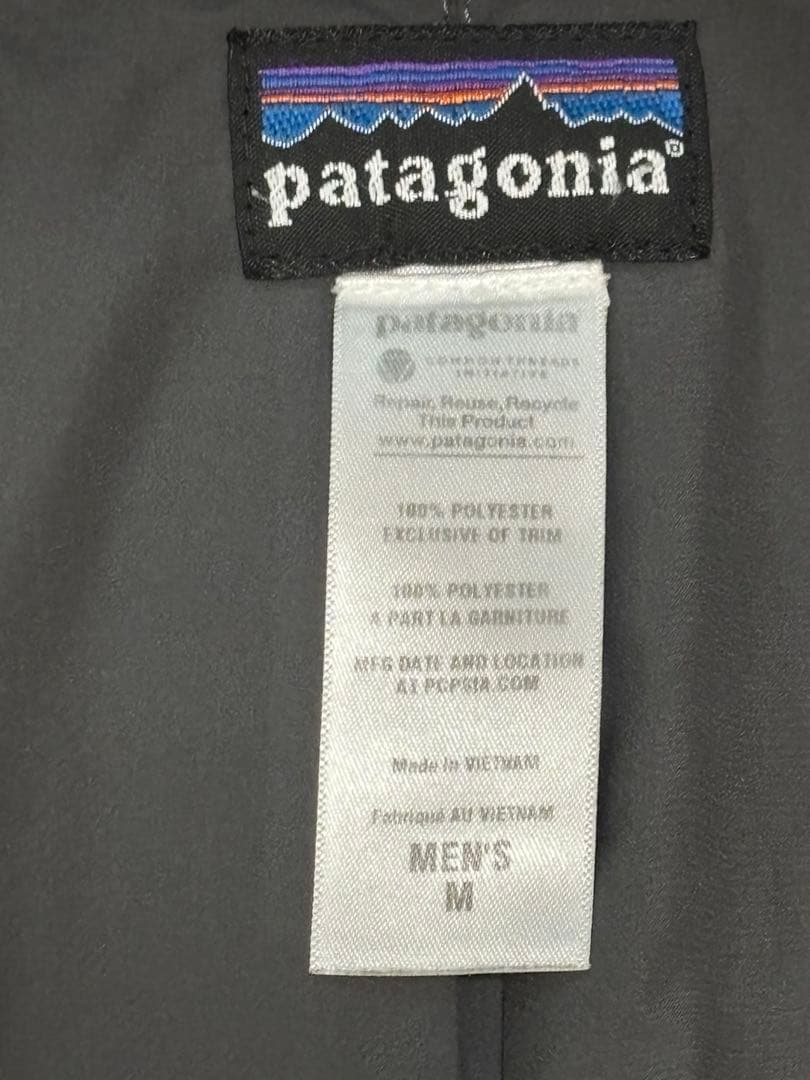 patagonia®
patagonia
COMMON THREADS
INITIATIVE
Repair, Reuse, Recycle
This Product
www.patagonia.com
100% POLYESTER
EXCLUSIVE OF TRIM
100% POLYESTER
A PART LA GARNITURE
MFG DATE AND LOCATION
AT PCPSIA.COM
Made in VIETNAM
Fabriqué AU VIETNAM
MEN'S
M